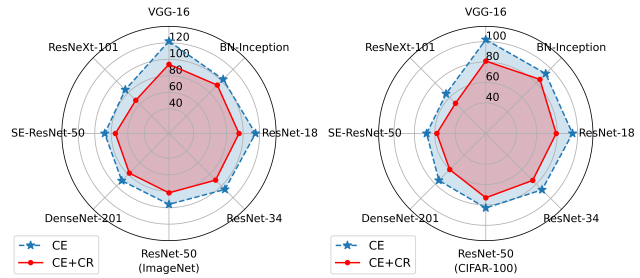 VGG-16
BN-Inception
ResNet-18
ResNet-34
ResNet-50
(ImageNet)
DenseNet-201
SE-ResNet-50
ResNeXt-101
120
100
80
60
40
CE
CE+CR
VGG-16
BN-Inception
ResNet-18
ResNet-34
ResNet-50
(CIFAR-100)
DenseNet-201
SE-ResNet-50
ResNeXt-101
100
80
60
40
CE
CE+CR